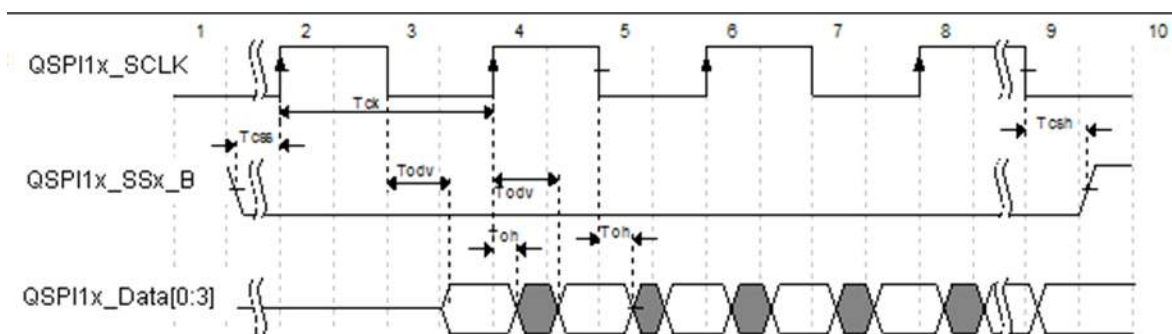 1 2 3 4 5 6 7 8 9 10
QSPI1x_SCLK
Tck
Tcss Tcsh
QSPI1x_SSx_B
Todv Todv
Toh Toh
QSPI1x_Data[0:3]